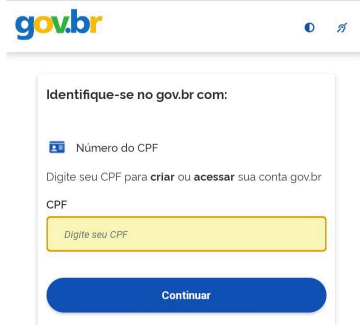 gov.br
Identifique-se no gov.br com:
Número do CPF
Digite seu CPF para criar ou acessar sua conta gov.br
CPF
Digite seu CPF
Continuar